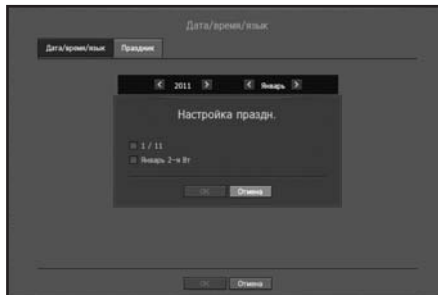 Дата/время/язык
Дата/время/язык Праздник
2011 Январь
Настройка праздн.
1 / 11
Январь 2-я Вт
OK Отмена
OK Отмена